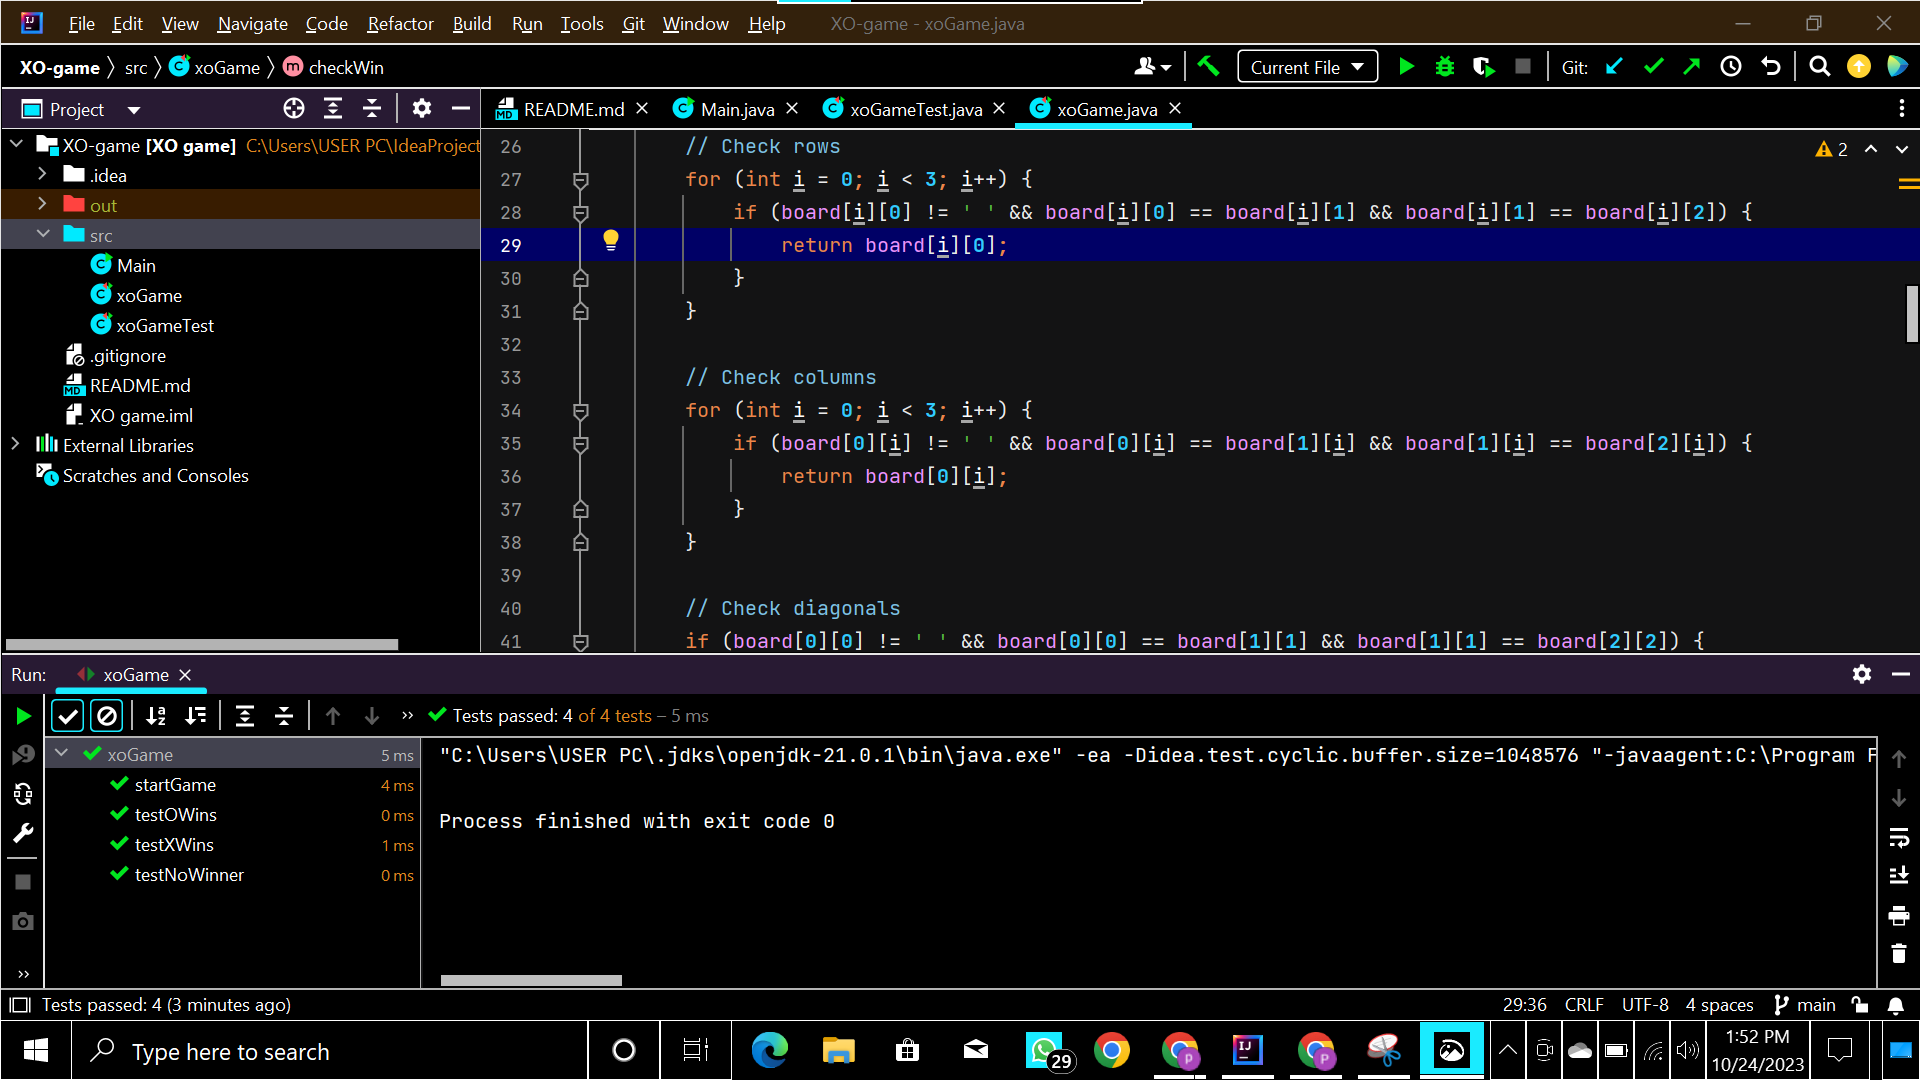 File Edit View Navigate Code Refactor Build Run Tools Git Window Help XO-game - xoGame.java
XO-game src xoGame checkWin Current File Git:
Project README.md Main.java xoGameTest.java xoGame.java
XO-game [XO game] C:\Users\USER PC\IdeaProject
.idea
out
src
Main
xoGame
xoGameTest
.gitignore
README.md
XO game.iml
External Libraries
Scratches and Consoles
2
26 // Check rows
27 for (int i = 0; i < 3; i++) {
28 if (board[i][0] != ' ' && board[i][0] == board[i][1] && board[i][1] == board[i][2]) {
29 return board[i][0];
30 }
31 }
32
33 // Check columns
34 for (int i = 0; i < 3; i++) {
35 if (board[0][i] != ' ' && board[0][i] == board[1][i] && board[1][i] == board[2][i]) {
36 return board[0][i];
37 }
38 }
39
40 // Check diagonals
41 if (board[0][0] != ' ' && board[0][0] == board[1][1] && board[1][1] == board[2][2]) {
Run: xoGame
Tests passed: 4 of 4 tests – 5 ms
xoGame 5 ms
startGame 4 ms
testOWins 0 ms
testXWins 1 ms
testNoWinner 0 ms
"C:\Users\USER PC\.jdks\openjdk-21.0.1\bin\java.exe" -ea -Didea.test.cyclic.buffer.size=1048576 "-javaagent:C:\Program F
Process finished with exit code 0
Tests passed: 4 (3 minutes ago) 29:36 CRLF UTF-8 4 spaces main
Type here to search 29 1:52 PM
10/24/2023